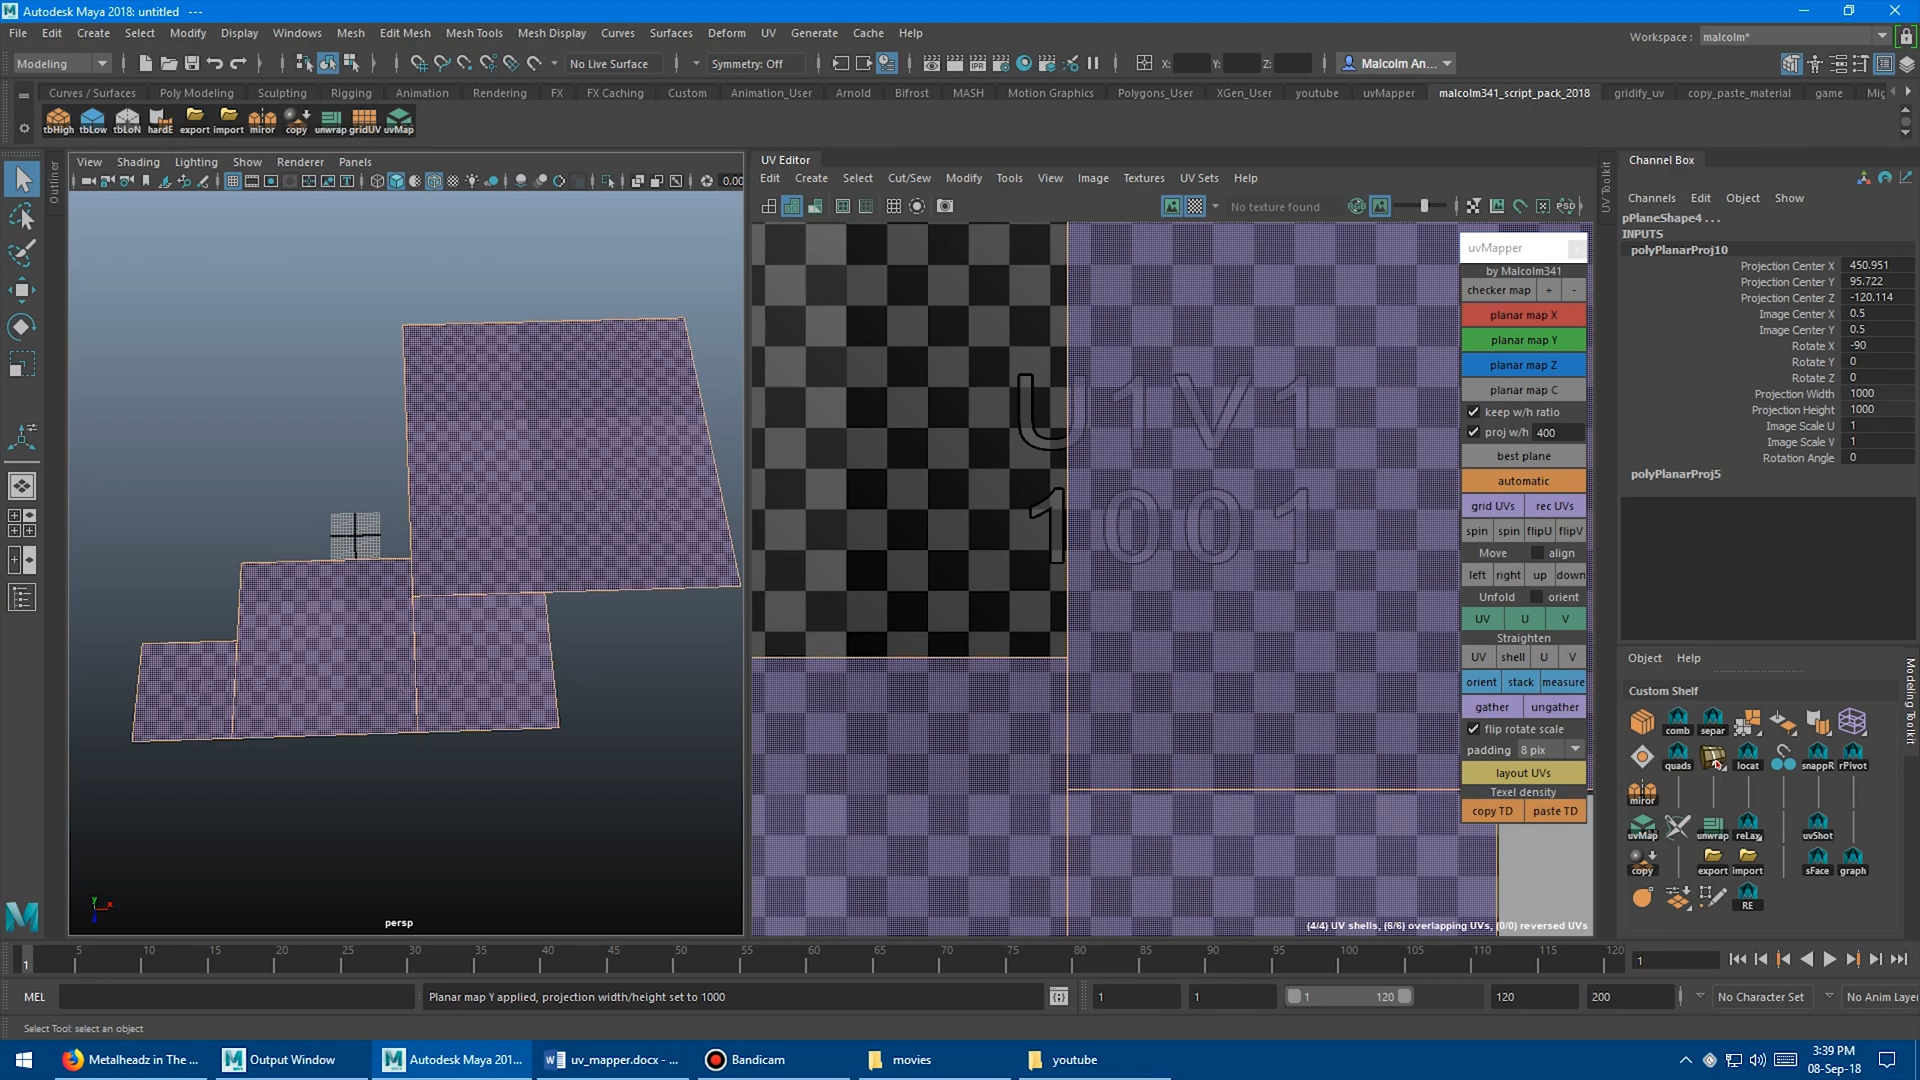 Autodesk Maya 2018: untitled   ---
File Edit Create Select Modify Display Windows Mesh Edit Mesh Mesh Tools Mesh Display Curves Surfaces Deform UV Generate Cache Help
Workspace : malcolm*
Modeling No Live Surface Symmetry: Off X: Y: Z: Malcolm An...
Curves / Surfaces Poly Modeling Sculpting Rigging Animation Rendering FX FX Caching Custom Animation_User Arnold Bifrost MASH Motion Graphics Polygons_User XGen_User youtube uvMapper malcolm341_script_pack_2018 gridify_uv copy_paste_material game Mig
tbHigh tbLow tbLoN hardE export import miror copy unwrap gridUV uvMap
Outliner
View Shading Lighting Show Renderer Panels
0.00
persp
UV Editor
Edit Create Select Cut/Sew Modify Tools View Image Textures UV Sets Help
No texture found
U1V1
1001
(4/4) UV shells, (6/6) overlapping UVs, (0/0) reversed UVs
uvMapper
by Malcolm341
checker map + -
planar map X
planar map Y
planar map Z
planar map C
keep w/h ratio
proj w/h 400
best plane
automatic
grid UVs rec UVs
spin spin flipU flipV
Move align
left right up down
Unfold orient
UV U V
Straighten
UV shell U V
orient stack measure
gather ungather
flip rotate scale
padding 8 pix
layout UVs
Texel density
copy TD paste TD
UV Toolkit
Channel Box
Channels Edit Object Show
pPlaneShape4 . . .
INPUTS
polyPlanarProj10
Projection Center X 450.951
Projection Center Y 95.722
Projection Center Z -120.114
Image Center X 0.5
Image Center Y 0.5
Rotate X -90
Rotate Y 0
Rotate Z 0
Projection Width 1000
Projection Height 1000
Image Scale U 1
Image Scale V 1
Rotation Angle 0
polyPlanarProj5
Object Help
Modeling Toolkit
Custom Shelf
comb separ
quads locat snappR rPivot
miror
uvMap unwrap reLax uvShot
copy export import sFace graph
RE
5 10 15 20 25 30 35 40 45 50 55 60 65 70 75 80 85 90 95 100 105 110 115 120
1
1
MEL Planar map Y applied, projection width/height set to 1000
1 1 1 120 120 200 No Character Set No Anim Layer
Select Tool: select an object
Metalheadz in The ... Output Window Autodesk Maya 201... uv_mapper.docx - ... Bandicam movies youtube
3:39 PM
08-Sep-18